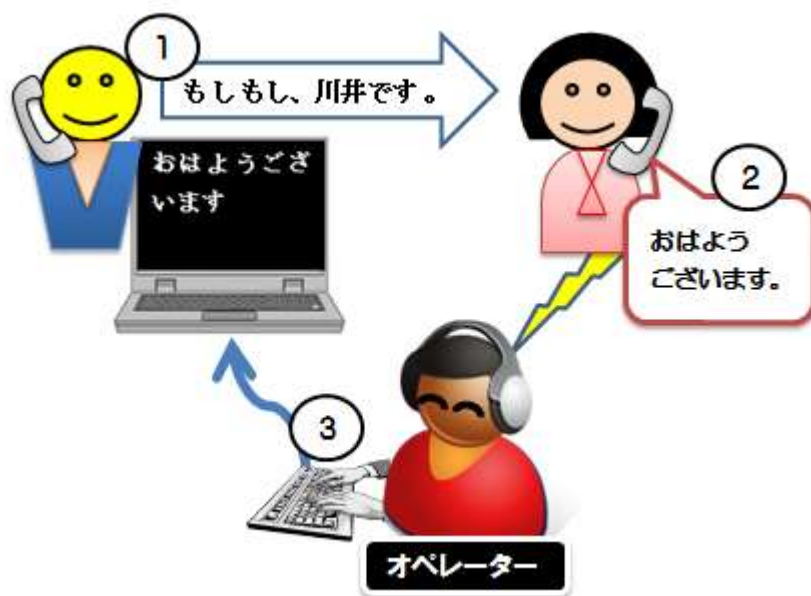 1
もしもし、川井です。
おはようござ
います
2
おはよう
ございます。
3
オペレーター